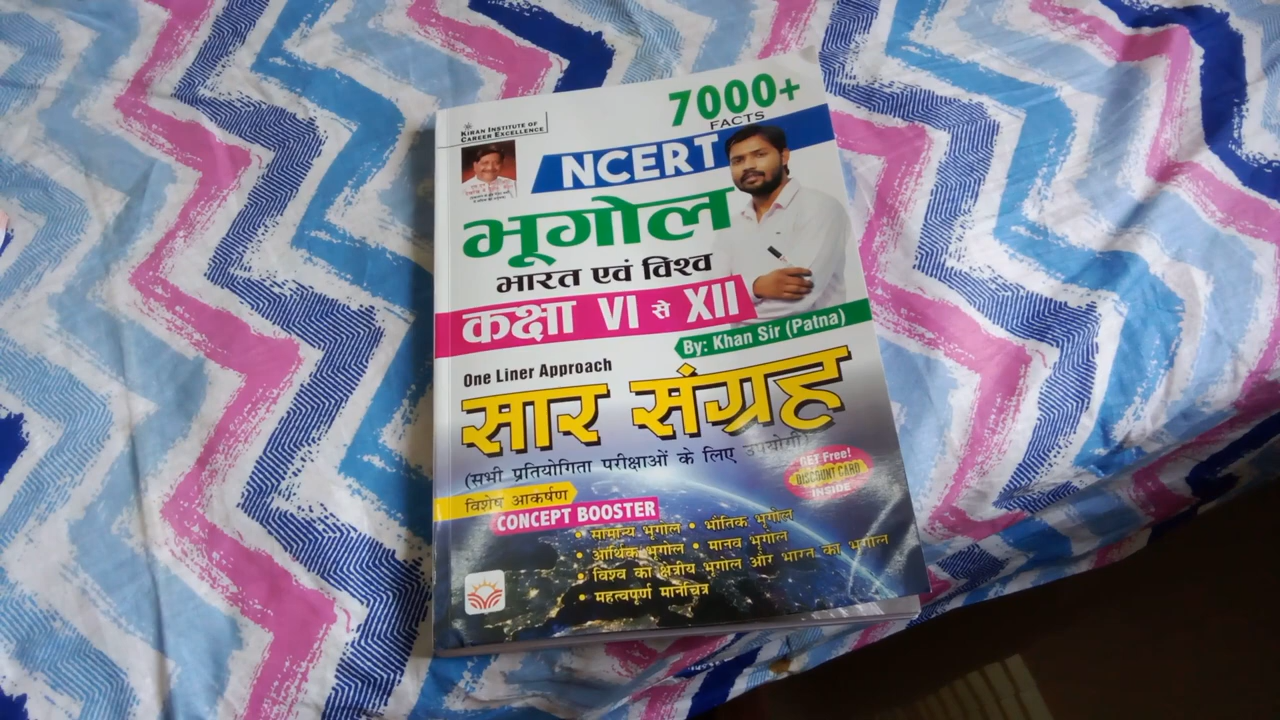 KIRAN INSTITUTE OF
CAREER EXCELLENCE
7000+
FACTS
NCERT
भूगोल
भारत एवं विश्व
कक्षा VI से XII
By: Khan Sir (Patna)
One Liner Approach
सार संग्रह
(सभी प्रतियोगिता परीक्षाओं के लिए उपयोगी)
GET Free!
DISCOUNT CARD
INSIDE
विशेष आकर्षण
CONCEPT BOOSTER
• सामान्य भूगोल • भौतिक भूगोल
• आर्थिक भूगोल • मानव भूगोल
• विश्व का क्षेत्रीय भूगोल और भारत का भूगोल
• महत्वपूर्ण मानचित्र